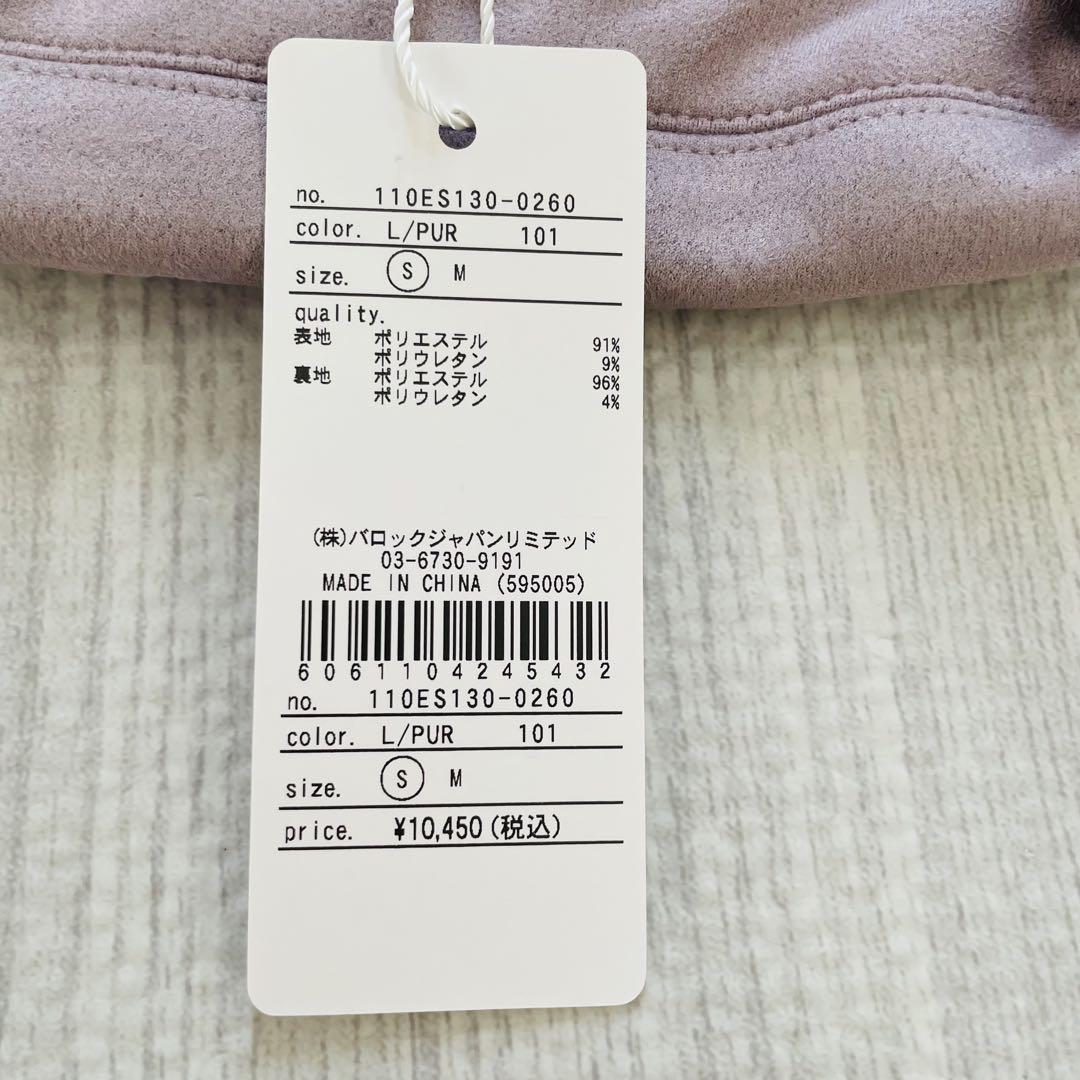 no. 110ES130-0260
color. L/PUR 101
size. S M
quality.
表地 ポリエステル 91%
ポリウレタン 9%
裏地 ポリエステル 96%
ポリウレタン 4%
(株)バロックジャパンリミテッド
03-6730-9191
MADE IN CHINA (595005)
6061104245432
no. 110ES130-0260
color. L/PUR 101
size. S M
price. ¥10,450(税込)